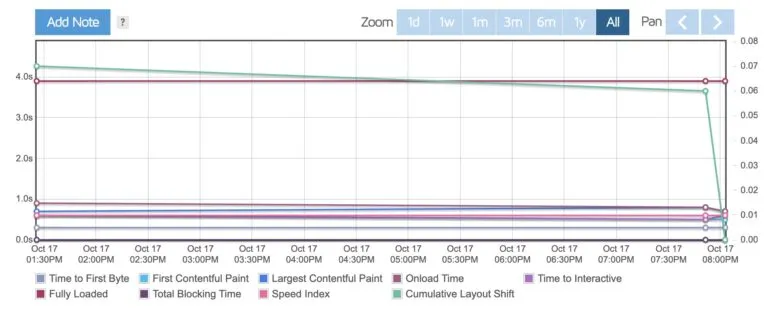 Add Note ? Zoom 1d 1w 1m 3m 6m 1y All Pan
0.08
4.0s 0.07
0.06
3.0s 0.05
0.04
2.0s
0.03
1.0s 0.02
0.01
0.0s 0.00
Oct 17 Oct 17 Oct 17 Oct 17 Oct 17 Oct 17 Oct 17 Oct 17 Oct 17 Oct 17 Oct 17 Oct 17 Oct 17 Oct 17
01:30PM 02:00PM 02:30PM 03:00PM 03:30PM 04:00PM 04:30PM 05:00PM 05:30PM 06:00PM 06:30PM 07:00PM 07:30PM 08:00PM
Time to First Byte First Contentful Paint Largest Contentful Paint Onload Time Time to Interactive
Fully Loaded Total Blocking Time Speed Index Cumulative Layout Shift